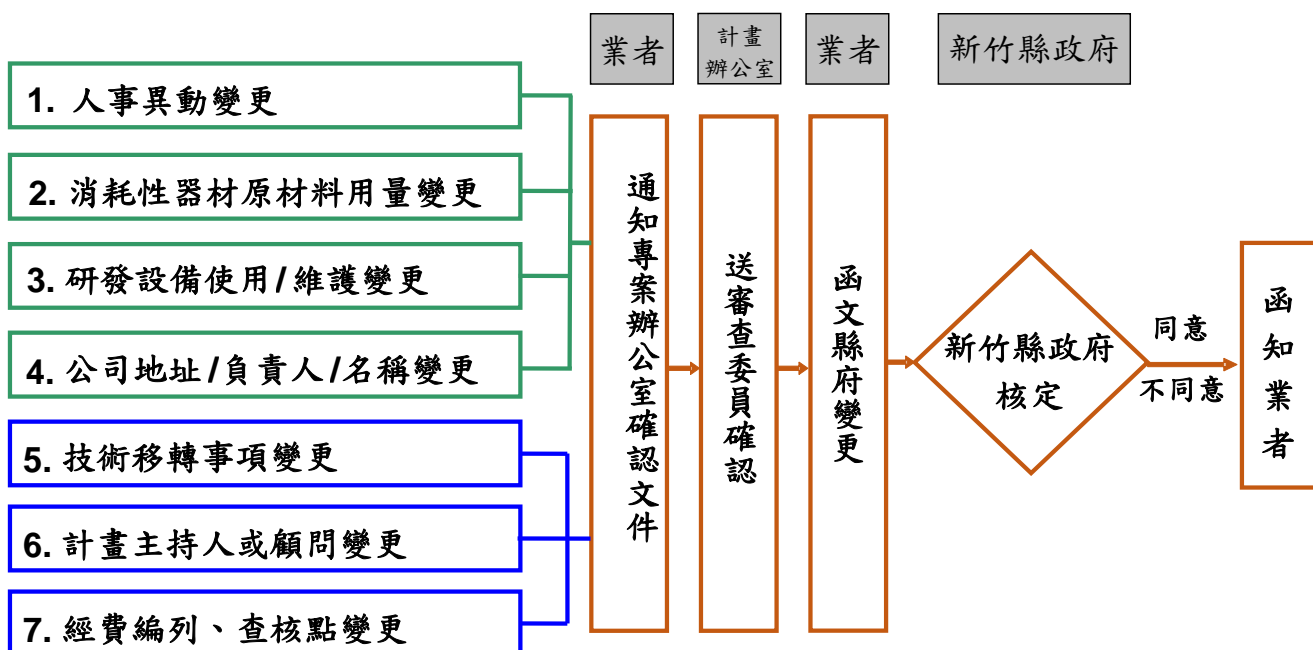 業者
計畫
辦公室
業者
新竹縣政府
1. 人事異動變更
2. 消耗性器材原材料用量變更
3. 研發設備使用/維護變更
4. 公司地址/負責人/名稱變更
5. 技術移轉事項變更
6. 計畫主持人或顧問變更
7. 經費編列、查核點變更
通知專案辦公室確認文件
送審查委員確認
函文縣府變更
新竹縣政府
核定
同意
不同意
函知業者